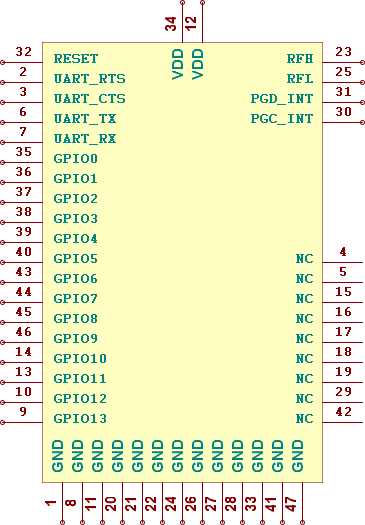 34 12
VDD VDD
32 RESET RFH 23
2 UART_RTS RFL 25
3 UART_CTS PGD_INT 31
6 UART_TX PGC_INT 30
7 UART_RX
35 GPIO0
36 GPIO1
37 GPIO2
38 GPIO3
39 GPIO4
40 GPIO5 NC 4
43 GPIO6 NC 5
44 GPIO7 NC 15
45 GPIO8 NC 16
46 GPIO9 NC 17
14 GPIO10 NC 18
13 GPIO11 NC 19
10 GPIO12 NC 29
9 GPIO13 NC 42
GND GND GND GND GND GND GND GND GND GND GND GND GND
1 8 11 20 21 22 24 26 27 28 33 41 47